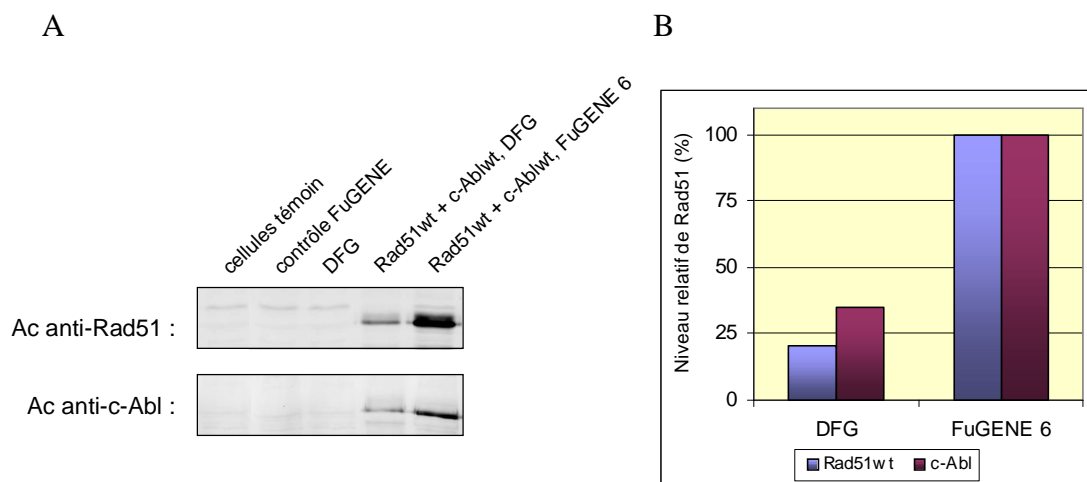 A
cellules témoin
contrôle FuGENE
DFG
Rad51wt + c-Ablwt, DFG
Rad51wt + c-Ablwt, FuGENE 6
Ac anti-Rad51 :
Ac anti-c-Abl :
B
Niveau relatif de Rad51 (%)
100
75
50
25
0
DFG
FuGENE 6
Rad51wt
c-Abl